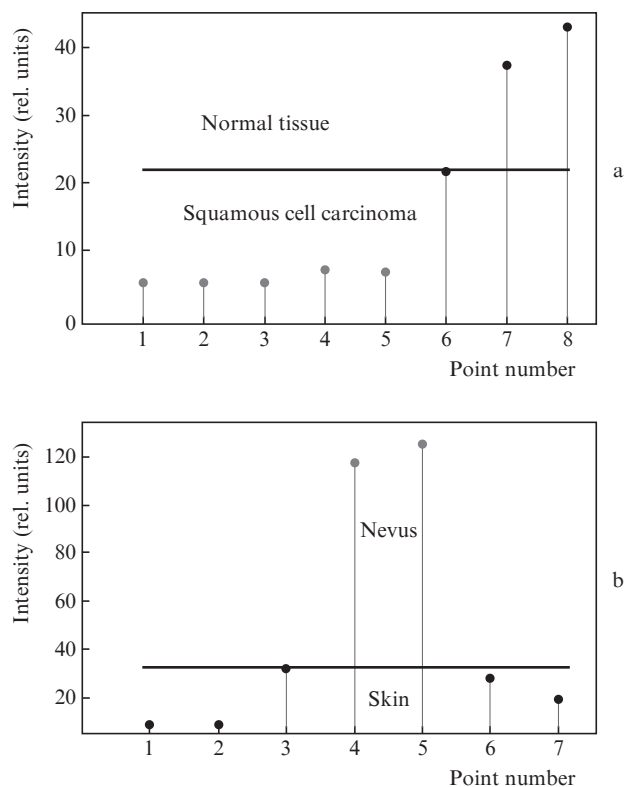 Intensity (rel. units)
40
30
20
10
0
Normal tissue
Squamous cell carcinoma
a
1 2 3 4 5 6 7 8
Point number
Intensity (rel. units)
120
100
80
60
40
20
Nevus
Skin
b
1 2 3 4 5 6 7
Point number